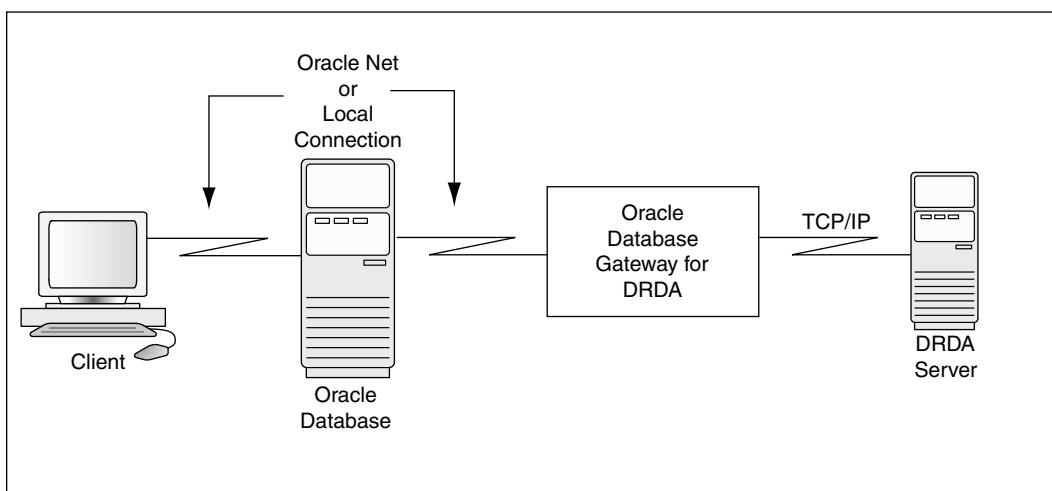 Oracle Net
or
Local
Connection
Client
Oracle
Database
Oracle
Database
Gateway for
DRDA
TCP/IP
DRDA
Server